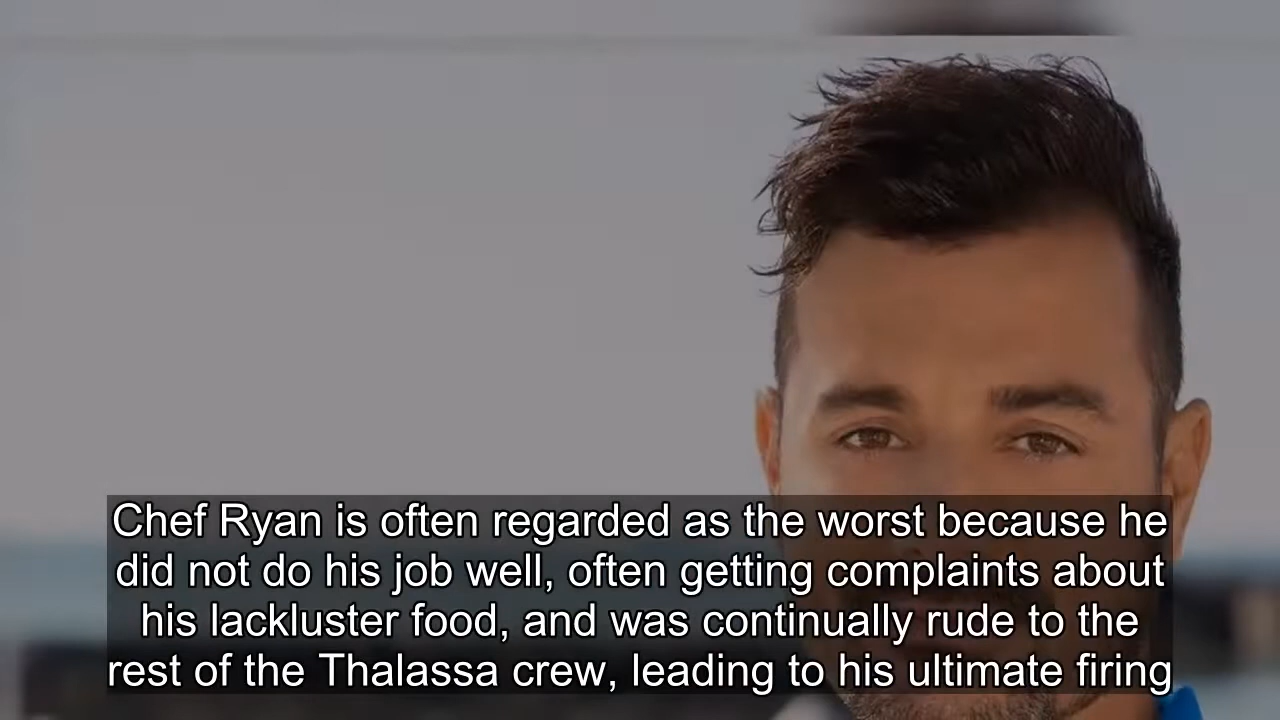 Chef Ryan is often regarded as the worst because he
did not do his job well, often getting complaints about
his lackluster food, and was continually rude to the
rest of the Thalassa crew, leading to his ultimate firing